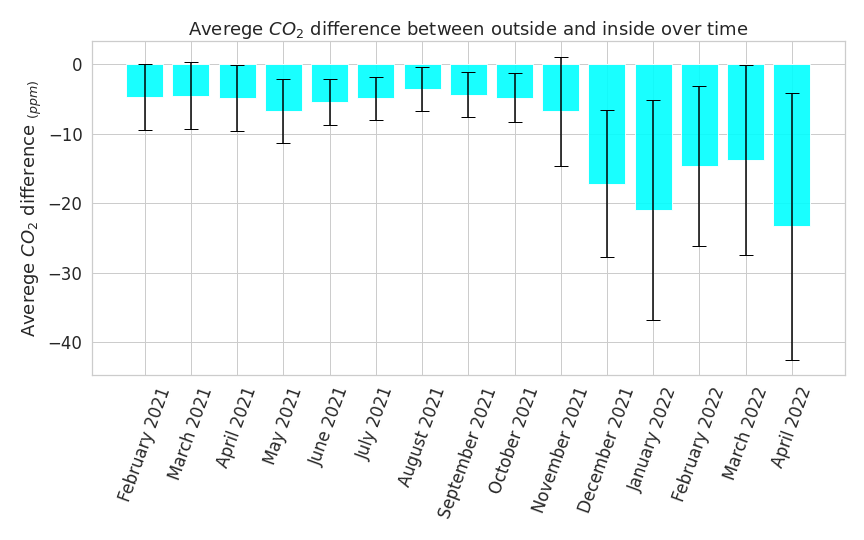 Averege CO₂ difference between outside and inside over time
Averege CO₂ difference (ppm)
0
−10
−20
−30
−40
February 2021
March 2021
April 2021
May 2021
June 2021
July 2021
August 2021
September 2021
October 2021
November 2021
December 2021
January 2022
February 2022
March 2022
April 2022